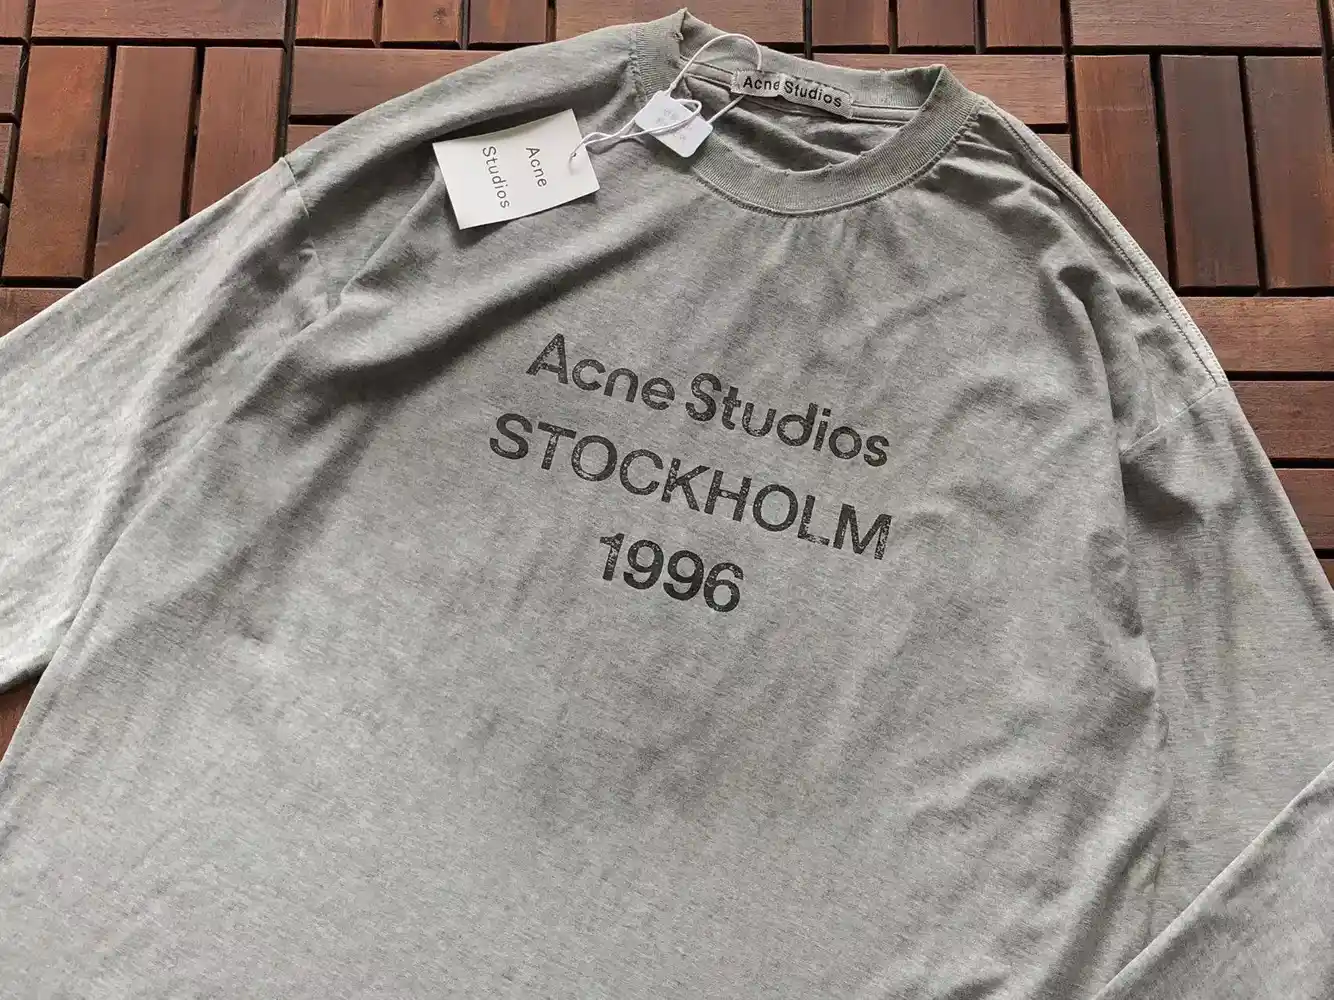 Acne Studios
Acne
Studios
Acne Studios
STOCKHOLM
1996